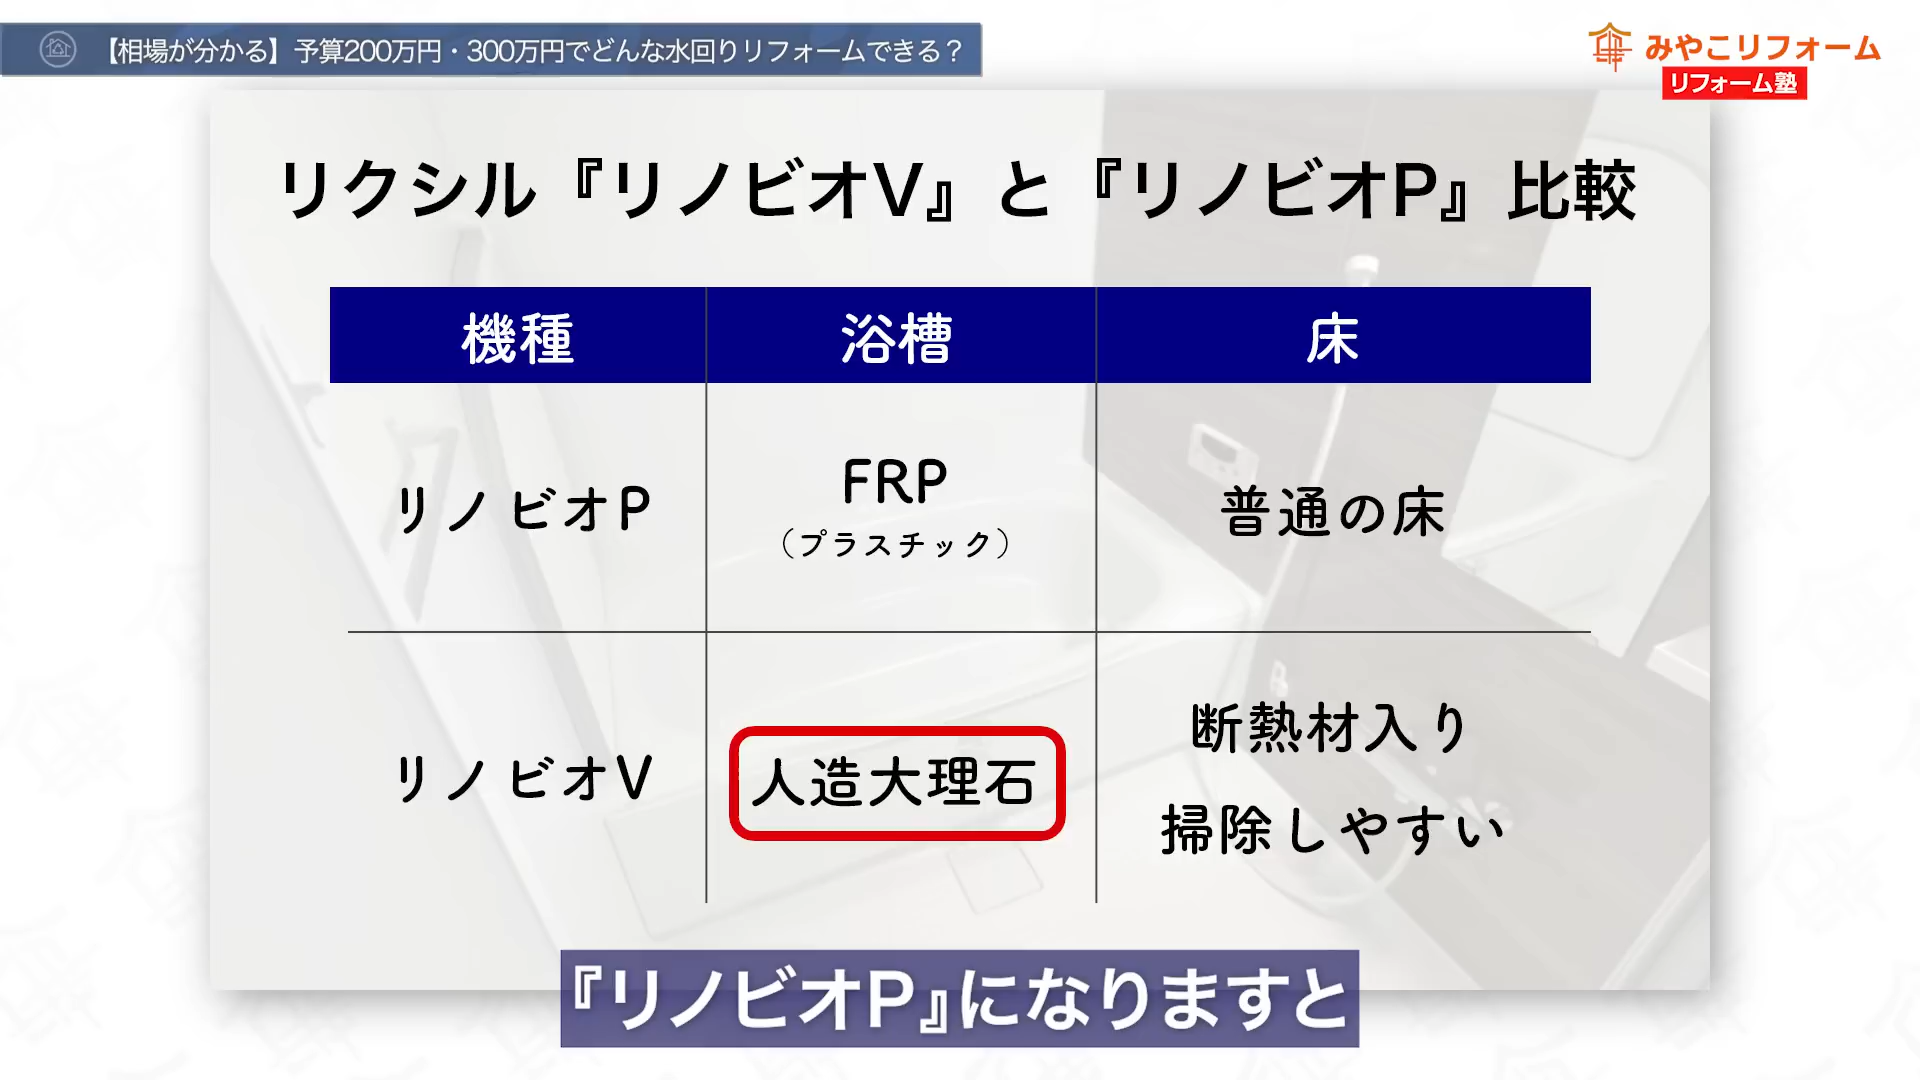 【相場が分かる】予算200万円・300万円でどんな水回りリフォームできる？
みやこリフォーム
リフォーム塾
リクシル『リノビオV』と『リノビオP』比較
機種 浴槽 床
リノビオP FRP 普通の床
（プラスチック）
リノビオV 人造大理石 断熱材入り
掃除しやすい
『リノビオP』になりますと